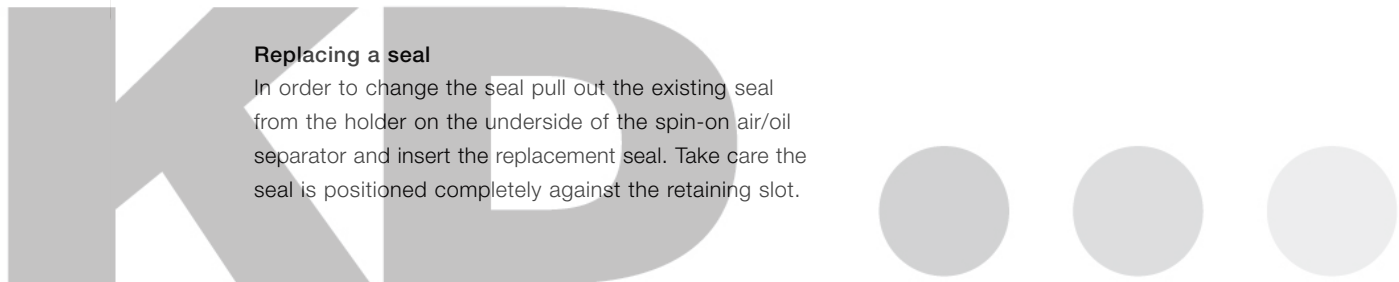 KD
Replacing a seal
In order to change the seal pull out the existing seal
from the holder on the underside of the spin-on air/oil
separator and insert the replacement seal. Take care the
seal is positioned completely against the retaining slot.